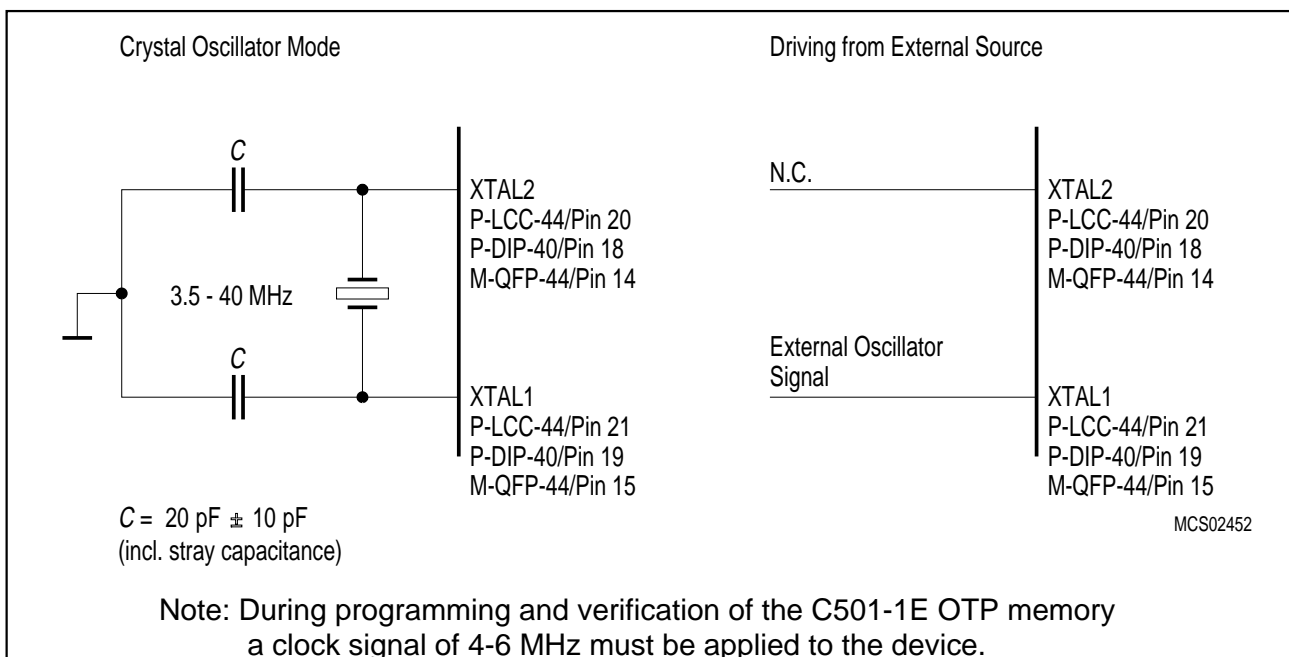 Crystal Oscillator Mode
C
3.5 - 40 MHz
C
XTAL2
P-LCC-44/Pin 20
P-DIP-40/Pin 18
M-QFP-44/Pin 14
XTAL1
P-LCC-44/Pin 21
P-DIP-40/Pin 19
M-QFP-44/Pin 15
C = 20 pF ± 10 pF
(incl. stray capacitance)
Driving from External Source
N.C.
XTAL2
P-LCC-44/Pin 20
P-DIP-40/Pin 18
M-QFP-44/Pin 14
External Oscillator
Signal
XTAL1
P-LCC-44/Pin 21
P-DIP-40/Pin 19
M-QFP-44/Pin 15
MCS02452
Note: During programming and verification of the C501-1E OTP memory
a clock signal of 4-6 MHz must be applied to the device.